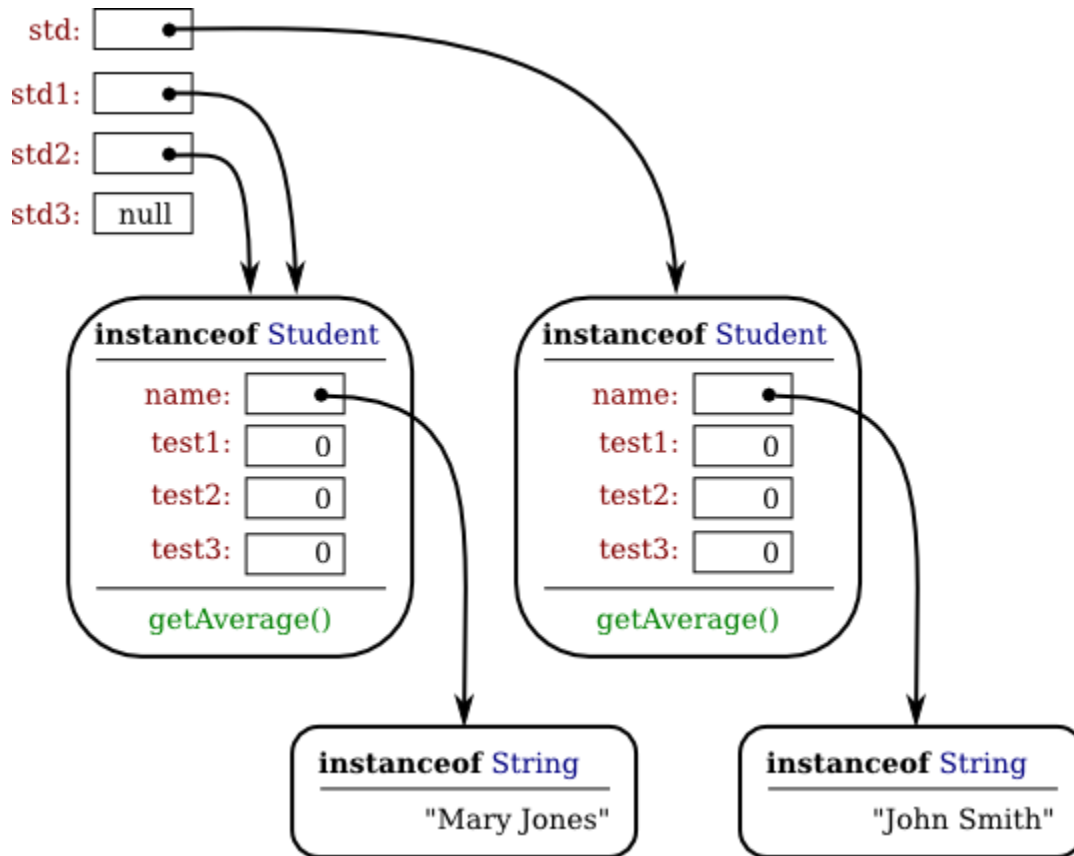 std:
std1:
std2:
std3: null
instanceof Student
name:
test1: 0
test2: 0
test3: 0
getAverage()
instanceof Student
name:
test1: 0
test2: 0
test3: 0
getAverage()
instanceof String
"Mary Jones"
instanceof String
"John Smith"